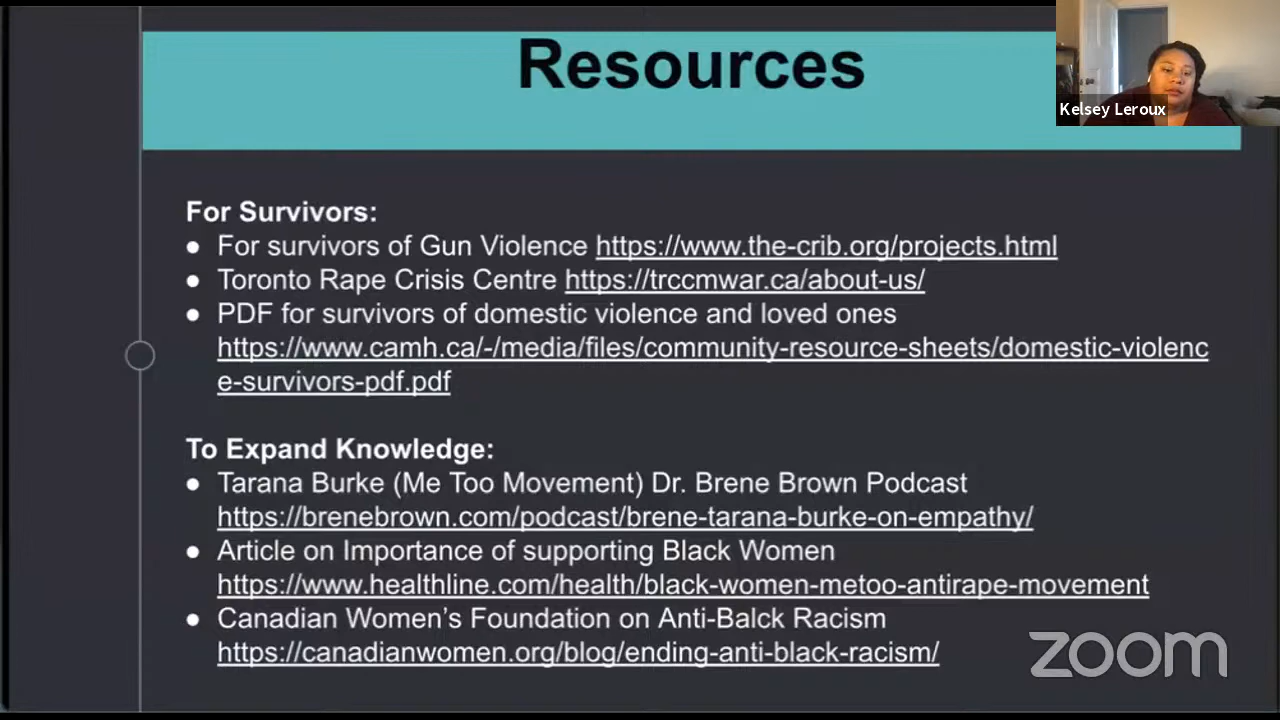 Resources
Kelsey Leroux
For Survivors:
● For survivors of Gun Violence https://www.the-crib.org/projects.html
● Toronto Rape Crisis Centre https://trccmwar.ca/about-us/
● PDF for survivors of domestic violence and loved ones
https://www.camh.ca/-/media/files/community-resource-sheets/domestic-violenc
e-survivors-pdf.pdf
To Expand Knowledge:
● Tarana Burke (Me Too Movement) Dr. Brene Brown Podcast
https://brenebrown.com/podcast/brene-tarana-burke-on-empathy/
● Article on Importance of supporting Black Women
https://www.healthline.com/health/black-women-metoo-antirape-movement
● Canadian Women’s Foundation on Anti-Balck Racism
https://canadianwomen.org/blog/ending-anti-black-racism/
zoom